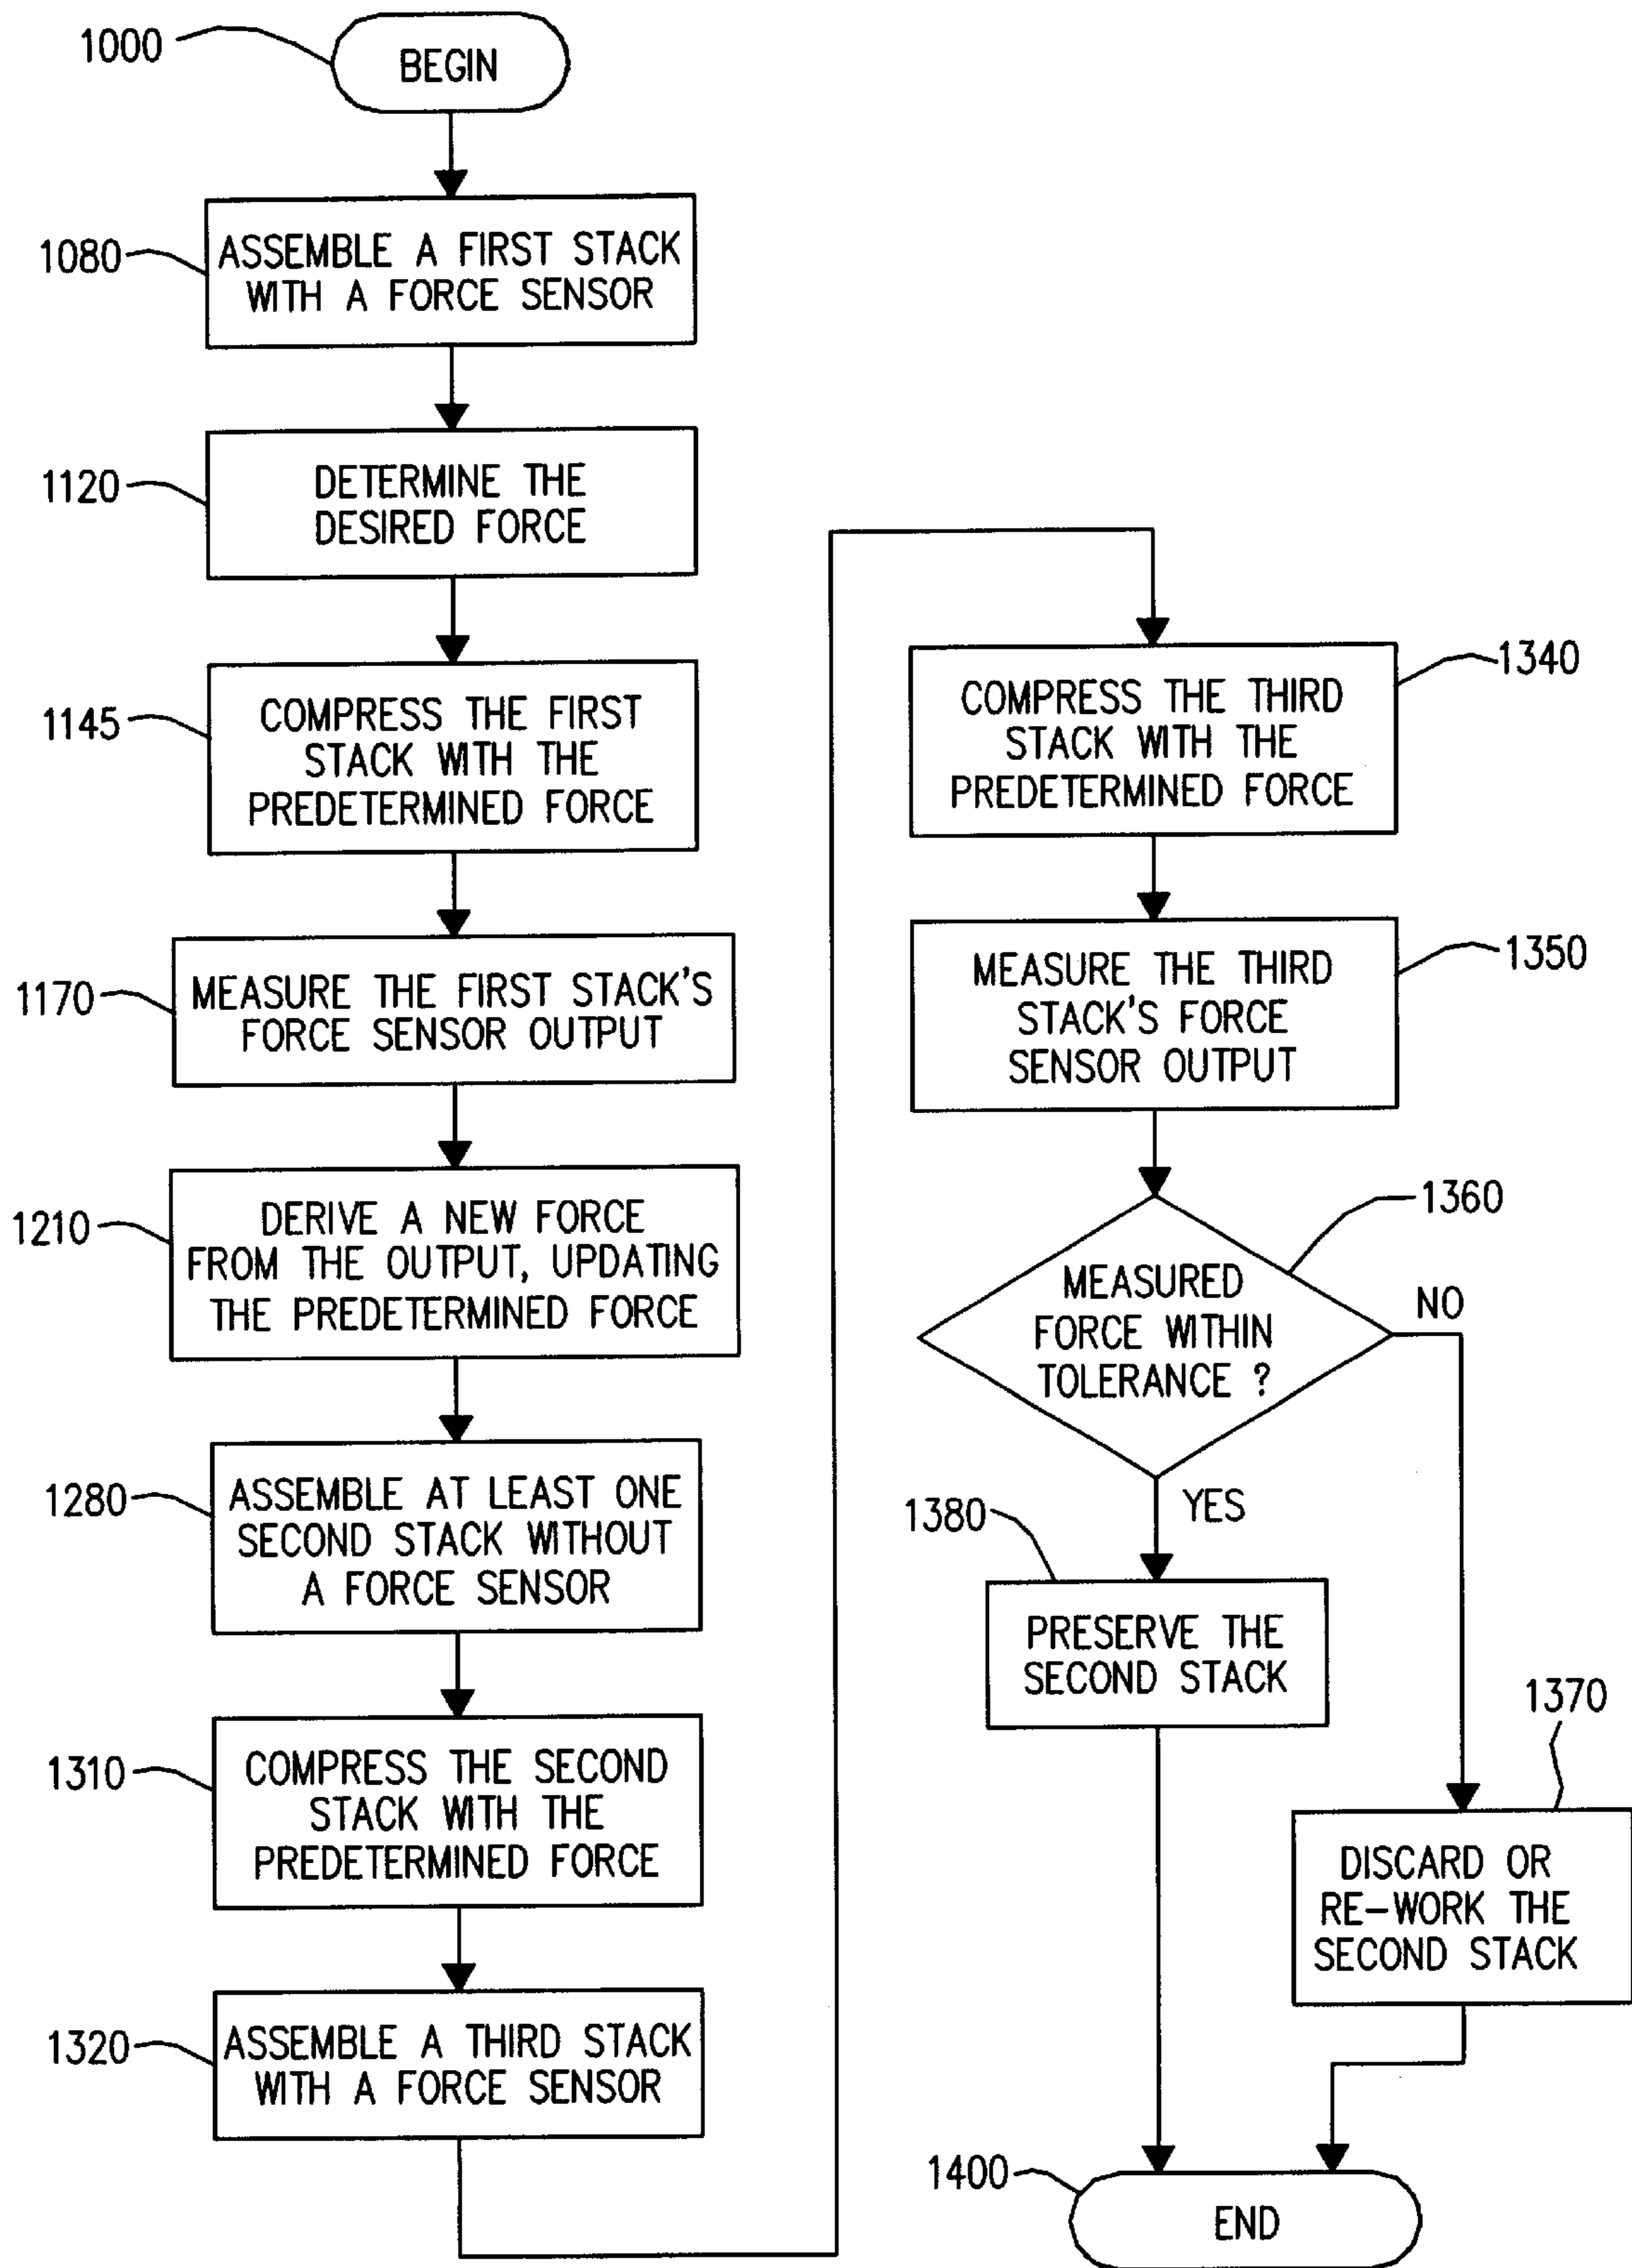 1000
BEGIN
1080
ASSEMBLE A FIRST STACK
WITH A FORCE SENSOR
1120
DETERMINE THE
DESIRED FORCE
1145
COMPRESS THE FIRST
STACK WITH THE
PREDETERMINED FORCE
1170
MEASURE THE FIRST STACK'S
FORCE SENSOR OUTPUT
1210
DERIVE A NEW FORCE
FROM THE OUTPUT, UPDATING
THE PREDETERMINED FORCE
1280
ASSEMBLE AT LEAST ONE
SECOND STACK WITHOUT
A FORCE SENSOR
1310
COMPRESS THE SECOND
STACK WITH THE
PREDETERMINED FORCE
1320
ASSEMBLE A THIRD STACK
WITH A FORCE SENSOR
1340
COMPRESS THE THIRD
STACK WITH THE
PREDETERMINED FORCE
1350
MEASURE THE THIRD
STACK'S FORCE
SENSOR OUTPUT
1360
MEASURED
FORCE WITHIN
TOLERANCE ?
NO
YES
1380
PRESERVE THE
SECOND STACK
1370
DISCARD OR
RE-WORK THE
SECOND STACK
1400
END